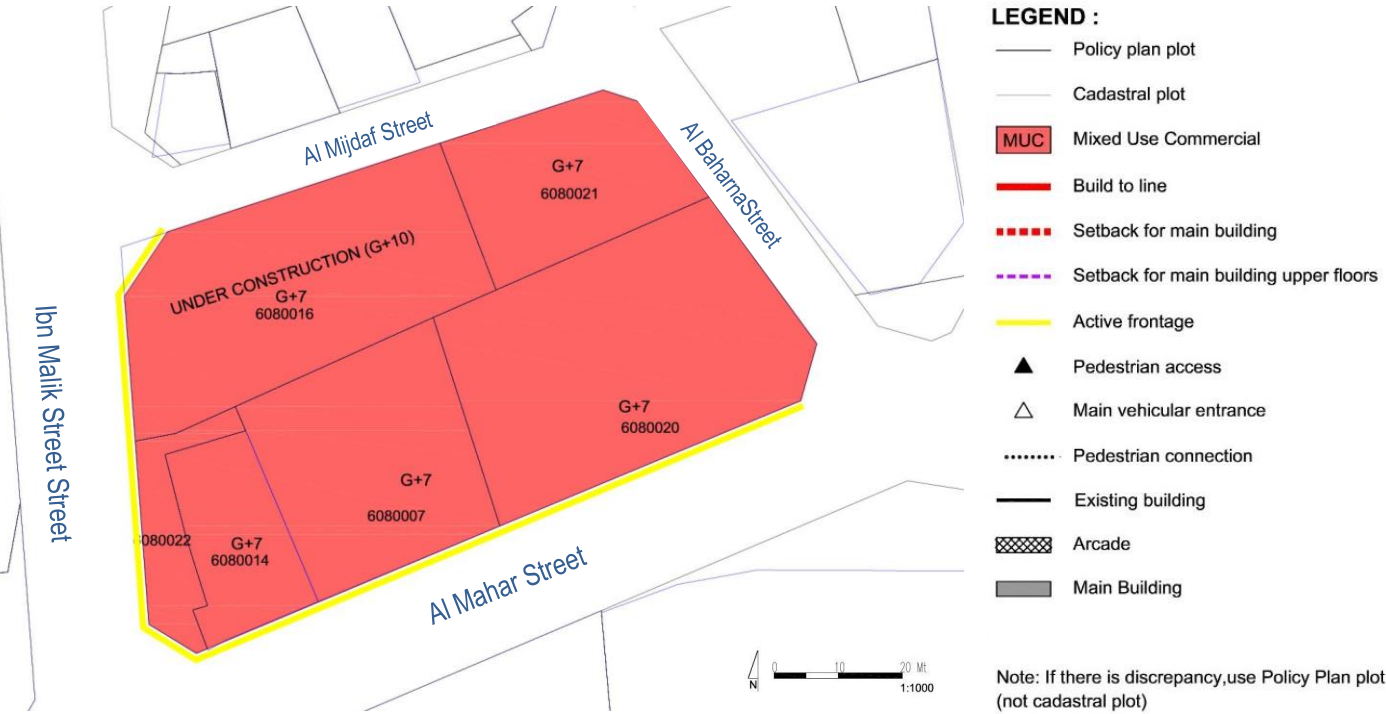 Al Mijdaf Street
Al BaharnaStreet
Ibn Malik Street Street
Al Mahar Street
G+7
6080021
UNDER CONSTRUCTION (G+10)
G+7
6080016
G+7
6080020
G+7
6080007
6080022
G+7
6080014
N
0 10 20 Mt
1:1000
LEGEND :
Policy plan plot
Cadastral plot
MUC Mixed Use Commercial
Build to line
Setback for main building
Setback for main building upper floors
Active frontage
Pedestrian access
Main vehicular entrance
Pedestrian connection
Existing building
Arcade
Main Building
Note: If there is discrepancy,use Policy Plan plot
(not cadastral plot)